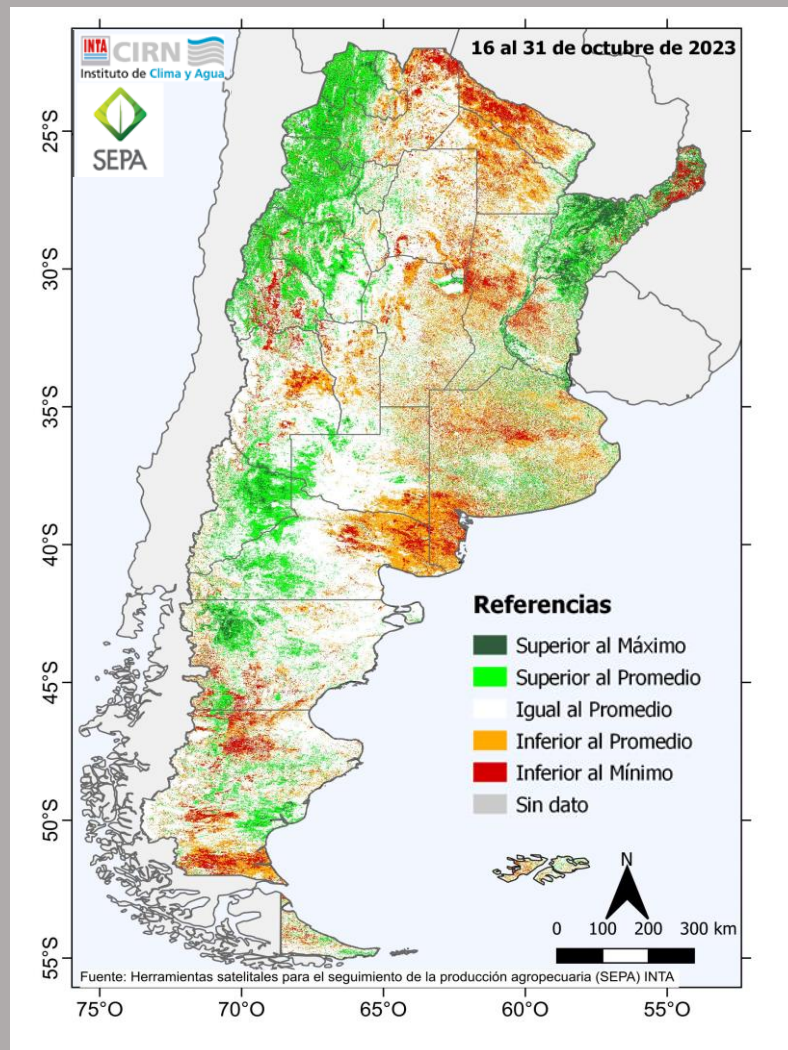 INTA CIRN
Instituto de Clima y Agua
SEPA
16 al 31 de octubre de 2023
25°S
30°S
35°S
40°S
45°S
50°S
55°S
Referencias
Superior al Máximo
Superior al Promedio
Igual al Promedio
Inferior al Promedio
Inferior al Mínimo
Sin dato
N
0 100 200 300 km
Fuente: Herramientas satelitales para el seguimiento de la producción agropecuaria (SEPA) INTA
75°O 70°O 65°O 60°O 55°O